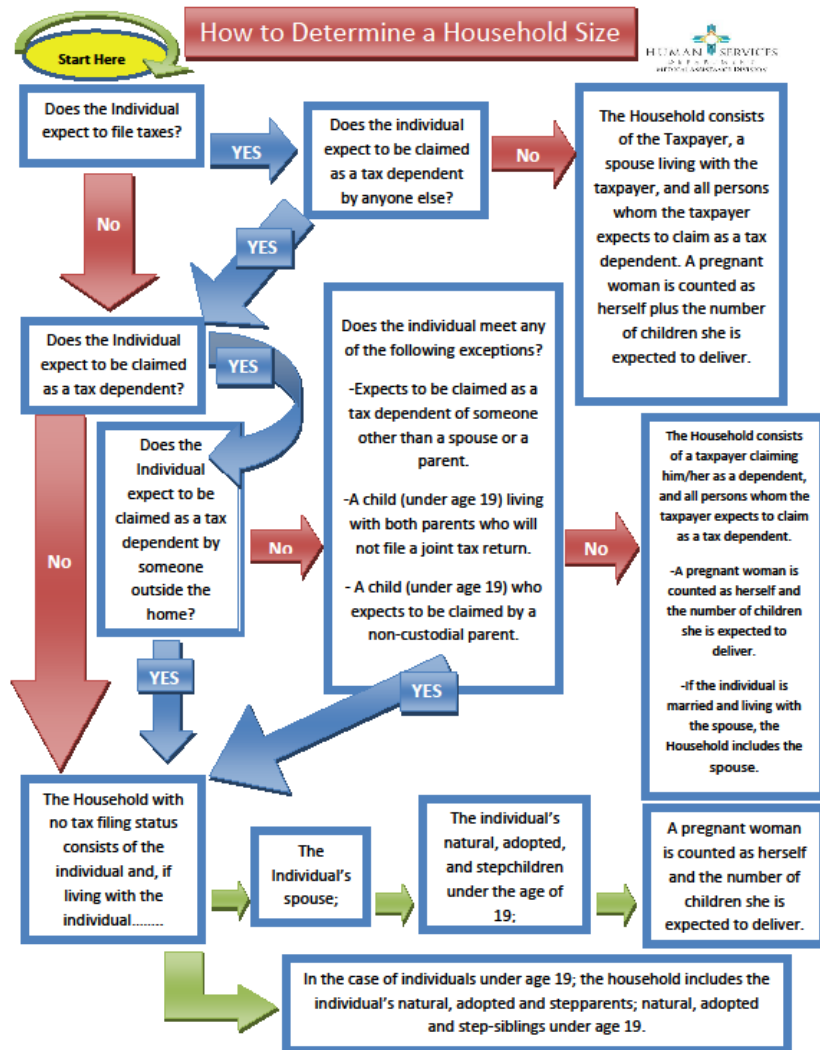 How to Determine a Household Size
Start Here
HUMAN SERVICES
DEPARTMENT
MEDICAL ASSISTANCE DIVISION
Does the Individual
expect to file taxes?
YES
Does the individual
expect to be claimed
as a tax dependent
by anyone else?
No
The Household consists
of the Taxpayer, a
spouse living with the
taxpayer, and all persons
whom the taxpayer
expects to claim as a tax
dependent. A pregnant
woman is counted as
herself plus the number
of children she is
expected to deliver.
No
YES
Does the Individual
expect to be claimed
as a tax dependent?
YES
Does the
Individual
expect to be
claimed as a tax
dependent by
someone
outside the
home?
No
Does the individual meet any
of the following exceptions?
-Expects to be claimed as a
tax dependent of someone
other than a spouse or a
parent.
-A child (under age 19) living
with both parents who will
not file a joint tax return.
- A child (under age 19) who
expects to be claimed by a
non-custodial parent.
No
The Household consists
of a taxpayer claiming
him/her as a dependent,
and all persons whom the
taxpayer expects to claim
as a tax dependent.
-A pregnant woman is
counted as herself and
the number of children
she is expected to
deliver.
-If the individual is
married and living with
the spouse, the
Household includes the
spouse.
No
YES
YES
The Household with
no tax filing status
consists of the
individual and, if
living with the
individual........
The
Individual's
spouse;
The individual's
natural, adopted,
and stepchildren
under the age of
19;
A pregnant woman
is counted as herself
and the number of
children she is
expected to deliver.
In the case of individuals under age 19; the household includes the
individual's natural, adopted and stepparents; natural, adopted
and step-siblings under age 19.